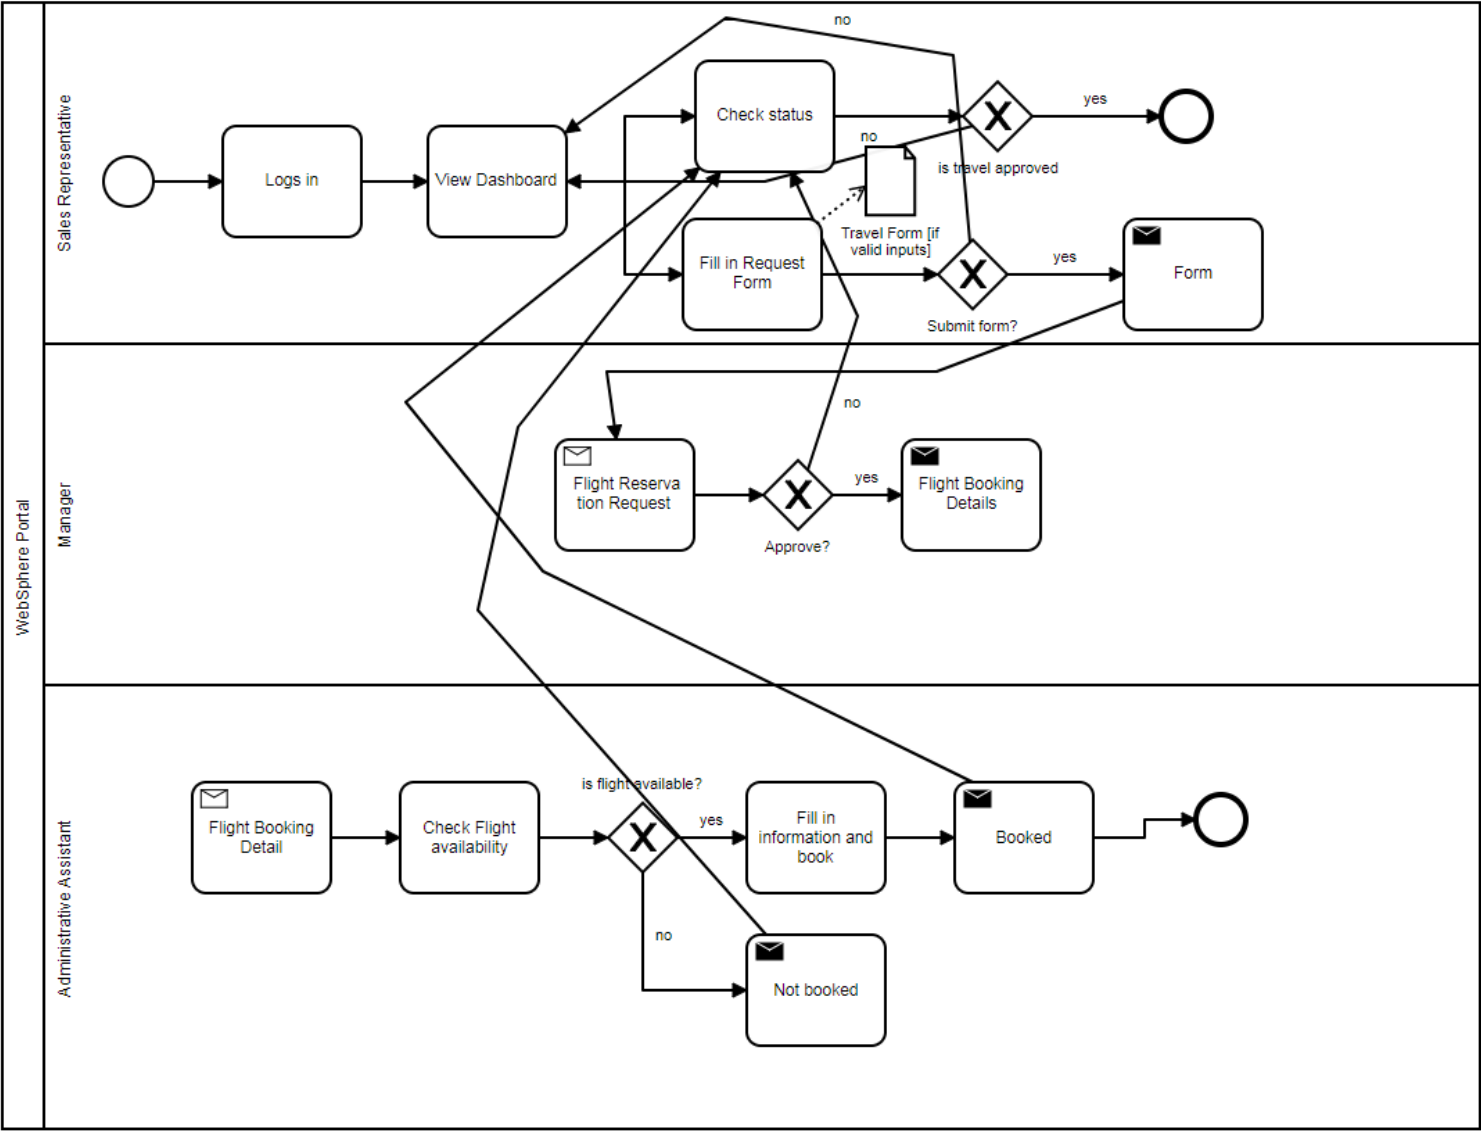 WebSphere Portal
Sales Representative
Logs in
View Dashboard
no
Check status
no
is travel approved
yes
Travel Form [if
valid inputs]
Fill in Request
Form
Submit form?
yes
Form
Manager
Flight Reserva
tion Request
Approve?
no
yes
Flight Booking
Details
Administrative Assistant
Flight Booking
Detail
Check Flight
availability
is flight available?
yes
Fill in
information and
book
Booked
no
Not booked